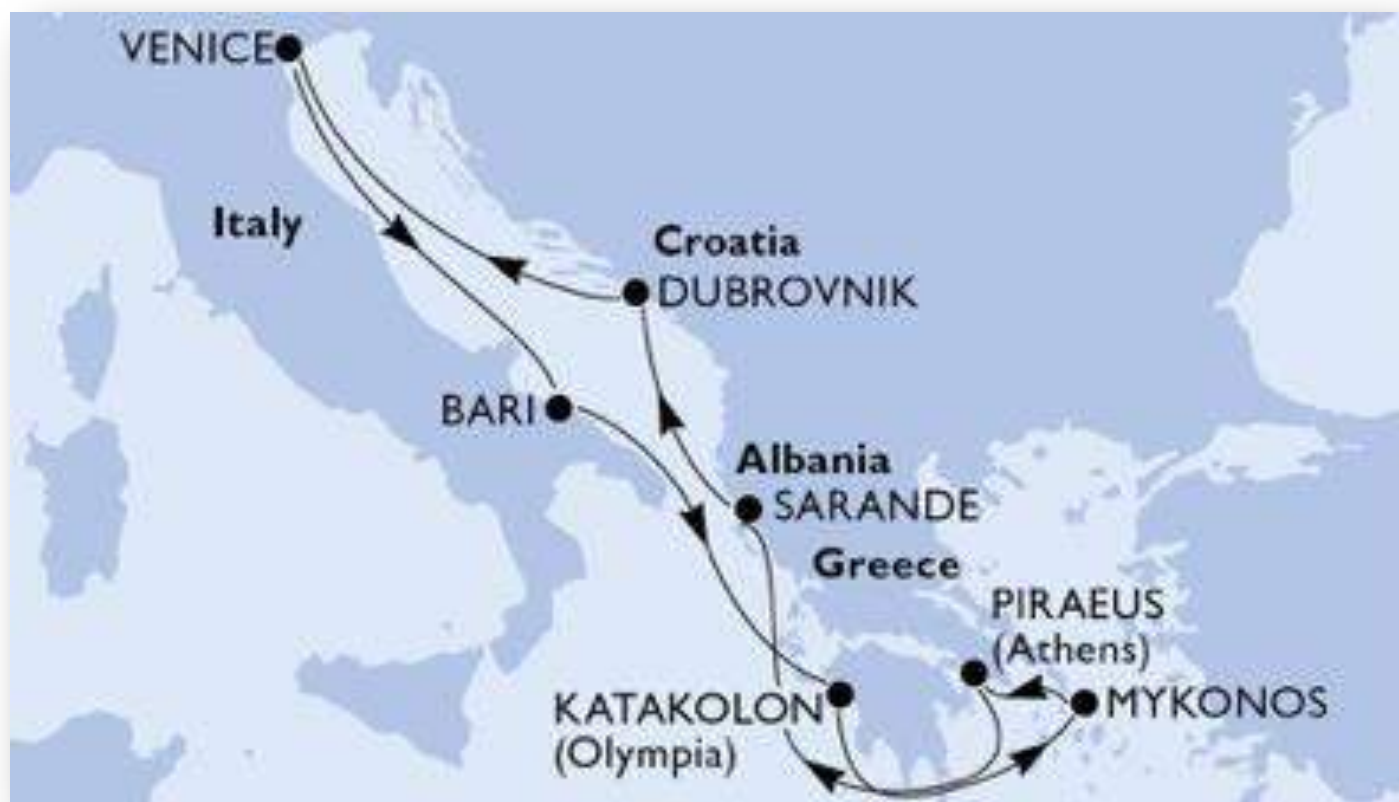 VENICE
Italy
Croatia
DUBROVNIK
BARI
Albania
SARANDE
Greece
PIRAEUS
(Athens)
KATAKOLON
(Olympia)
MYKONOS